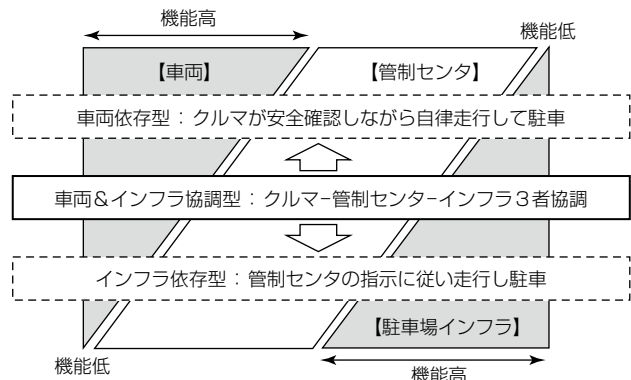 機能高
機能低
【車両】
【管制センタ】
車両依存型：クルマが安全確認しながら自律走行して駐車
車両＆インフラ協調型：クルマ−管制センタ−インフラ3者協調
インフラ依存型：管制センタの指示に従い走行し駐車
【駐車場インフラ】
機能低
機能高